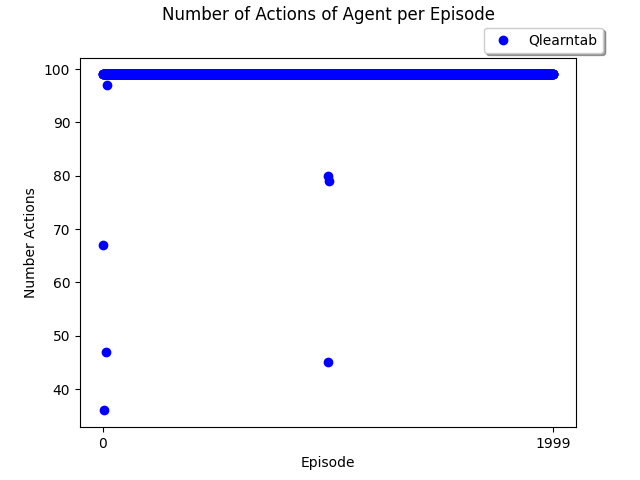 Number of Actions of Agent per Episode
Qlearntab
100
90
80
70
60
50
40
Number Actions
0
1999
Episode